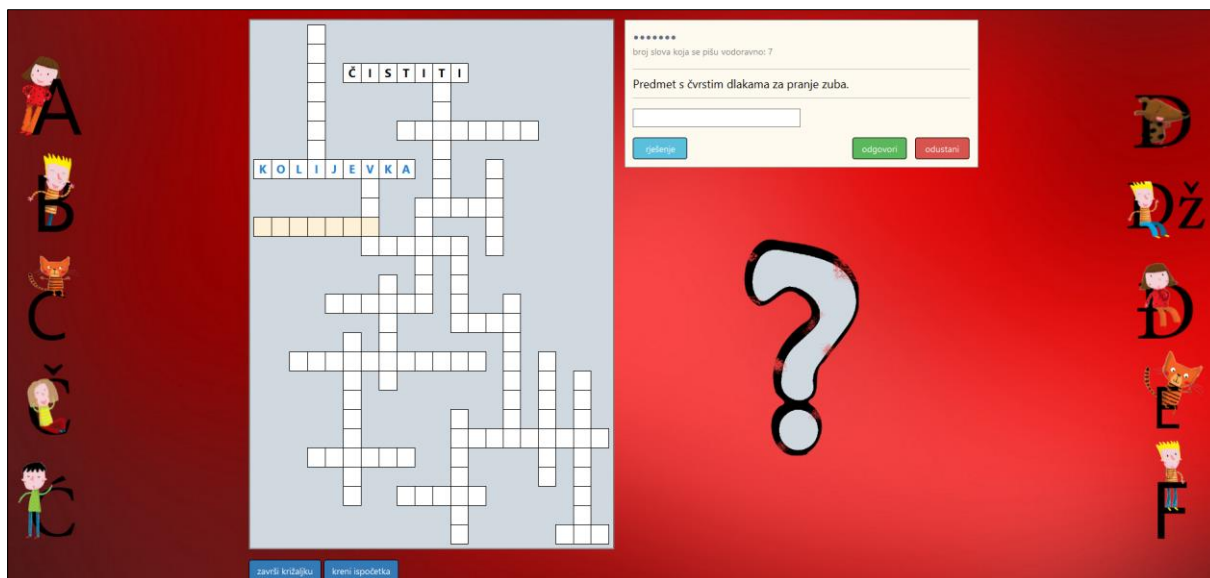 A
B
C
Č
Ć
ČISTITI
KOLIJEVKA
završi križaljku
kreni ispočetka
•••••••
broj slova koja se pišu vodoravno: 7
Predmet s čvrstim dlakama za pranje zuba.
rješenje
odgovori
odustani
?
D
DŽ
Đ
E
F